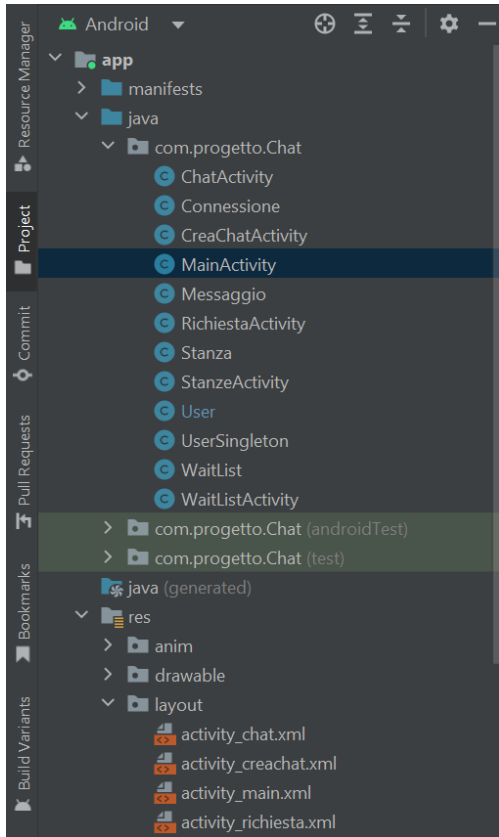 Android
app
manifests
java
com.progetto.Chat
ChatActivity
Connessione
CreaChatActivity
MainActivity
Messaggio
RichiestaActivity
Stanza
StanzeActivity
User
UserSingleton
WaitList
WaitListActivity
com.progetto.Chat (androidTest)
com.progetto.Chat (test)
java (generated)
res
anim
drawable
layout
activity_chat.xml
activity_creachat.xml
activity_main.xml
activity_richiesta.xml
Resource Manager
Project
Commit
Pull Requests
Bookmarks
Build Variants